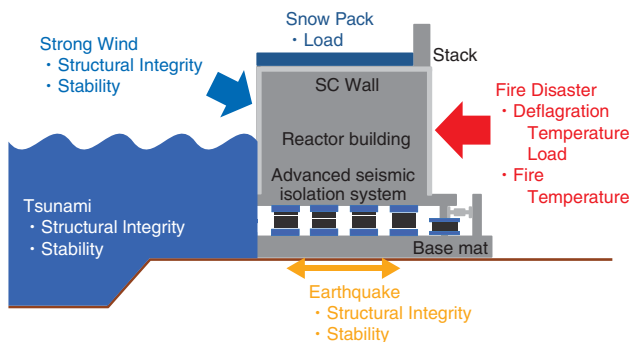 Snow Pack
・Load
Stack
Strong Wind
・Structural Integrity
・Stability
SC Wall
Fire Disaster
・Deflagration
Temperature
Load
・Fire
Temperature
Reactor building
Advanced seismic
isolation system
Tsunami
・Structural Integrity
・Stability
Base mat
Earthquake
・Structural Integrity
・Stability